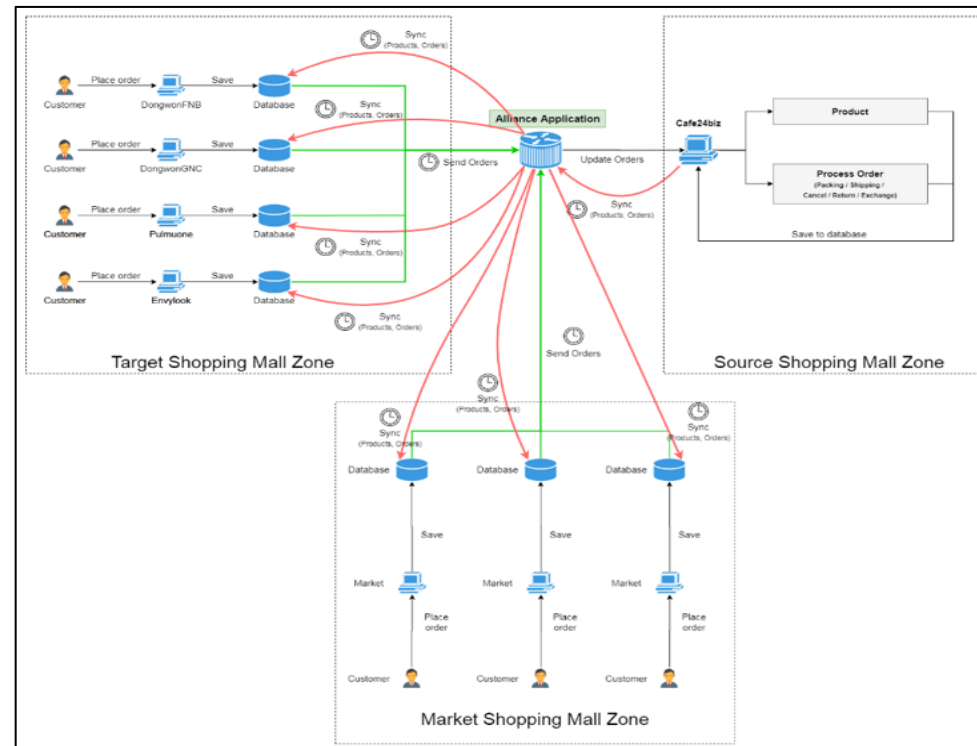 Sync
(Products, Orders)
Customer
Place order
DongwonFNB
Save
Database
Sync
(Products, Orders)
Customer
Place order
DongwonGNC
Save
Database
Send Orders
Customer
Place order
Pulmuone
Save
Database
Sync
(Products, Orders)
Customer
Place order
Envylook
Save
Database
Sync
(Products, Orders)
Target Shopping Mall Zone
Alliance Application
Update Orders
Sync
(Products, Orders)
Cafe24biz
Product
Process Order
(Packing / Shipping /
Cancel / Return / Exchange)
Save to database
Source Shopping Mall Zone
Send Orders
Sync
(Products, Orders)
Sync
(Products, Orders)
Sync
(Products, Orders)
Database
Database
Database
Save
Save
Save
Market
Market
Market
Place
order
Place
order
Place
order
Customer
Customer
Customer
Market Shopping Mall Zone